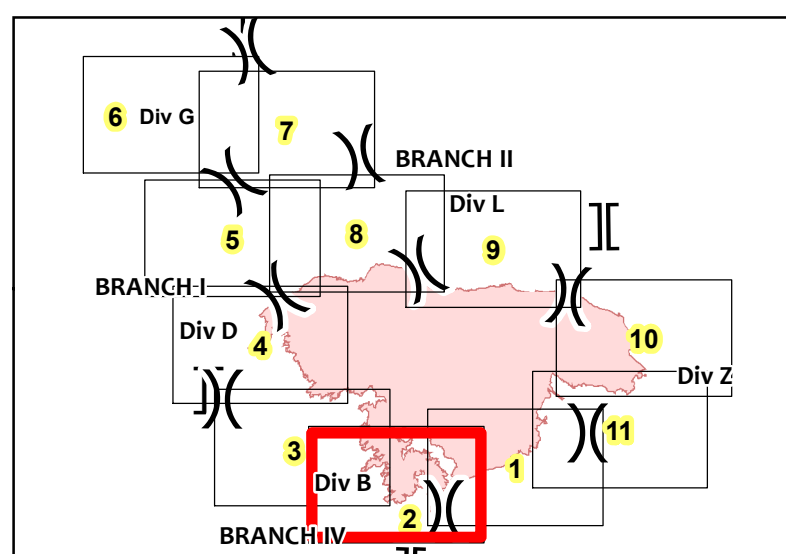 6
Div G
7
BRANCH II
Div L
5
8
9
BRANCH I
Div D
4
10
Div Z
3
11
1
Div B
2
BRANCH IV